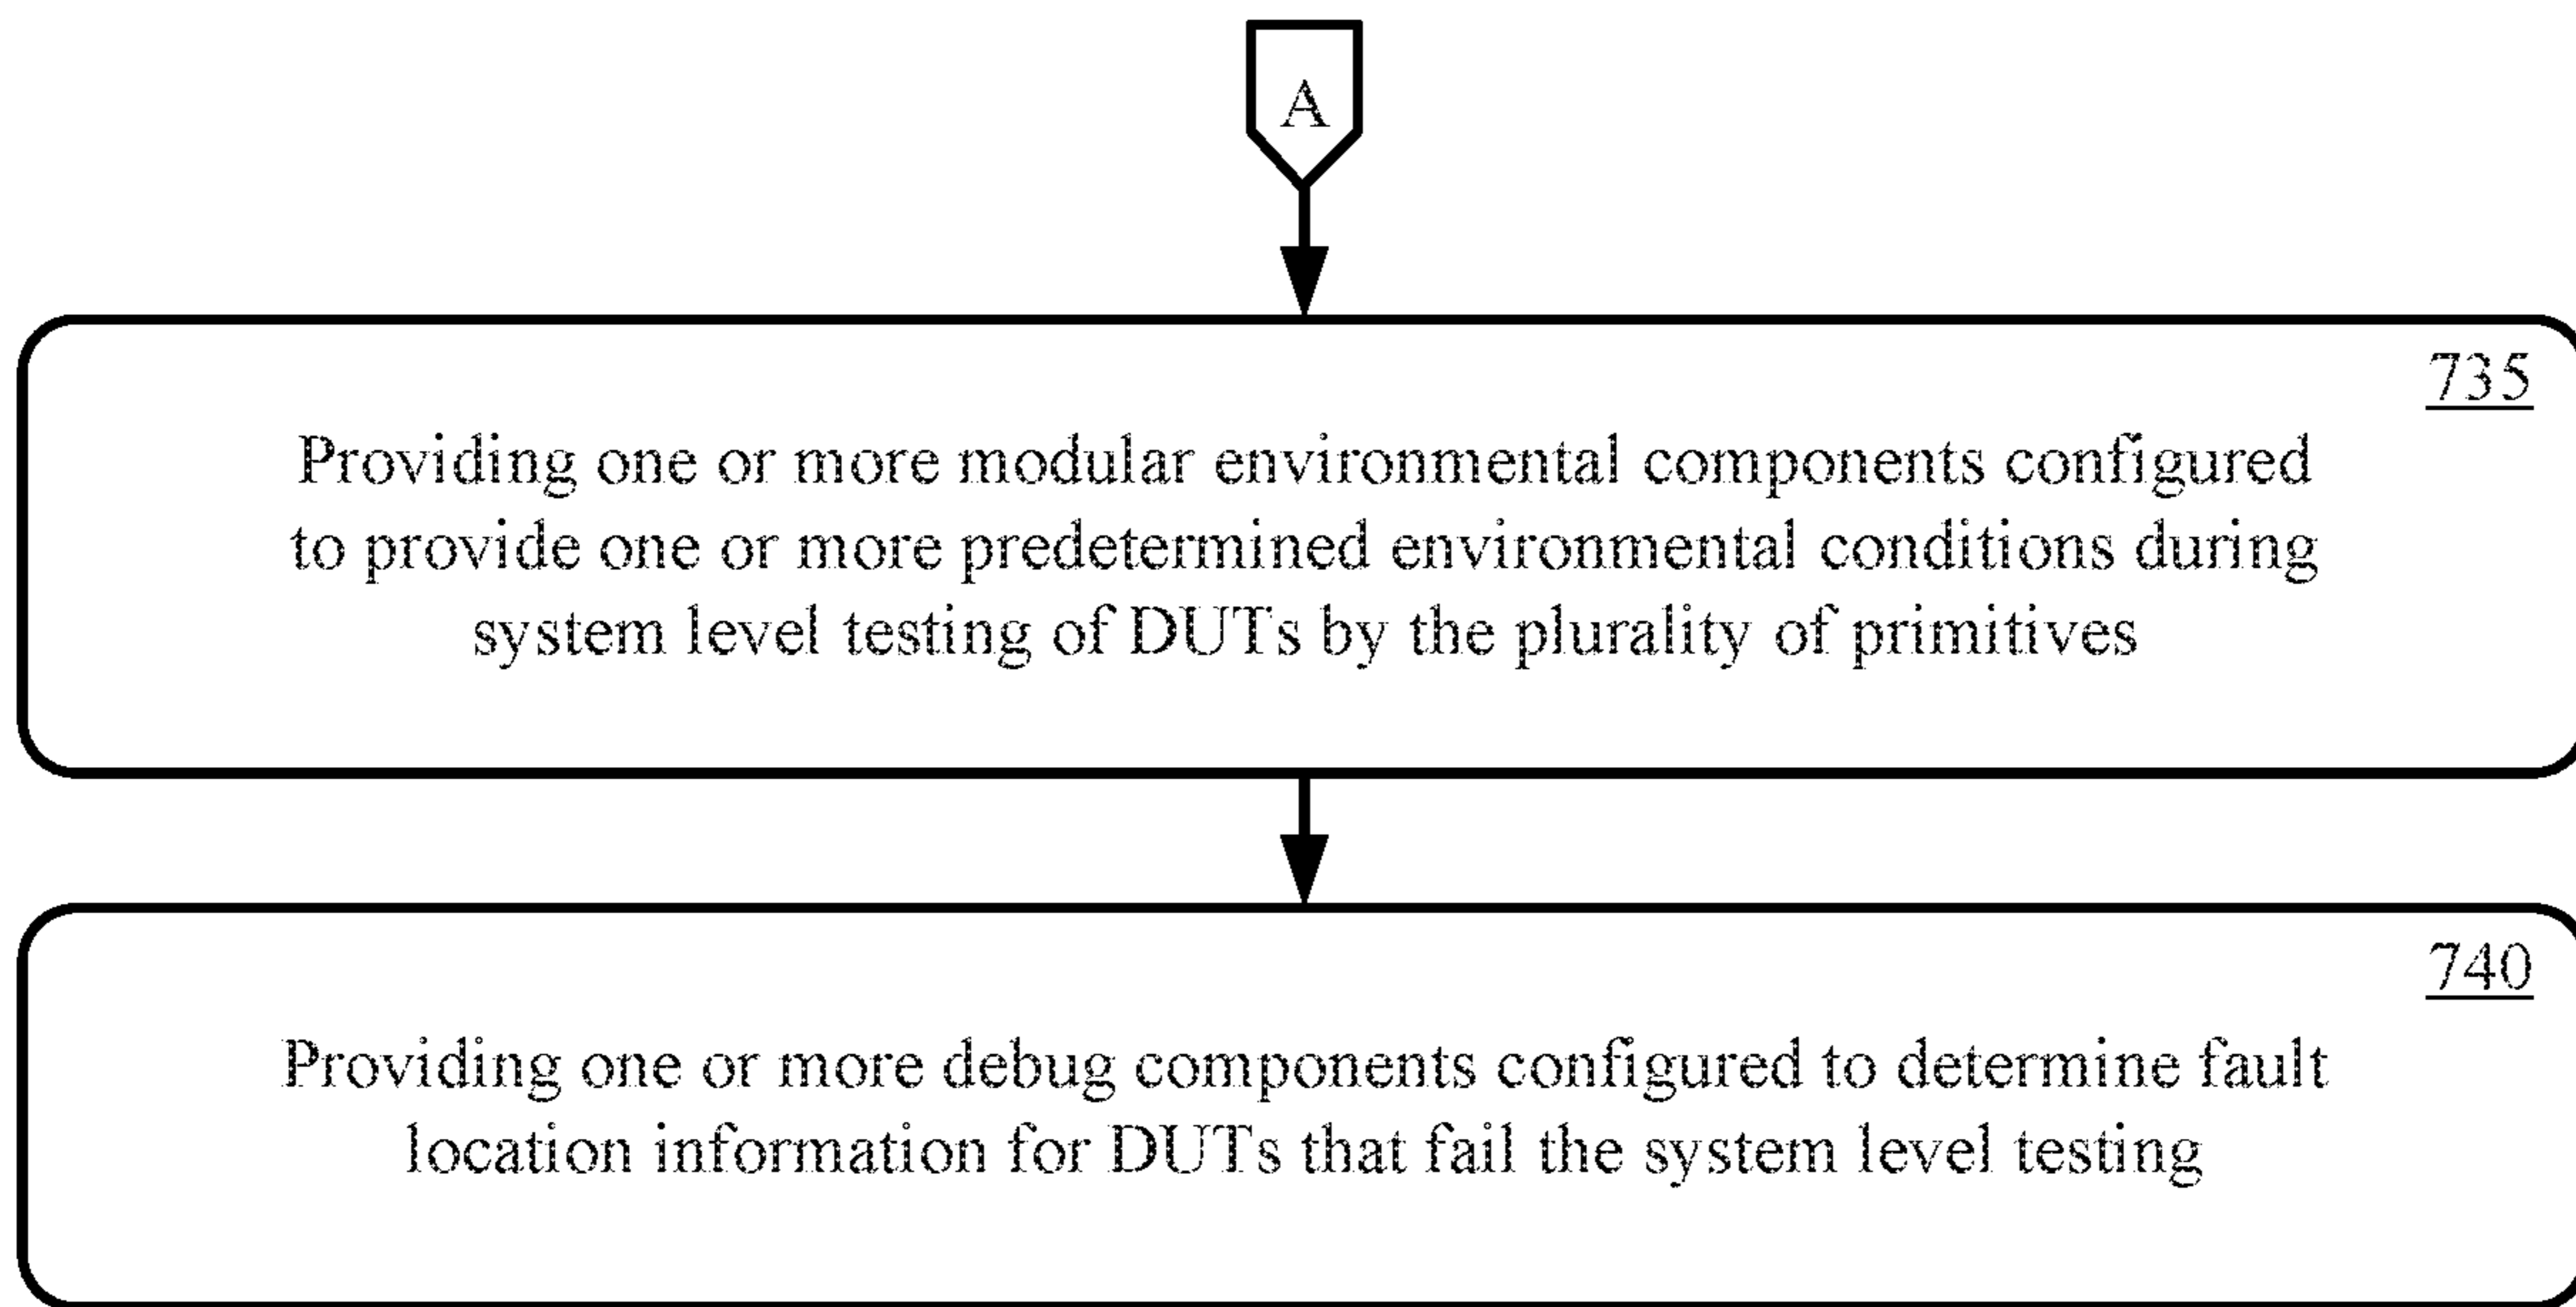 A
735
Providing one or more modular environmental components configured
to provide one or more predetermined environmental conditions during
system level testing of DUTs by the plurality of primitives
740
Providing one or more debug components configured to determine fault
location information for DUTs that fail the system level testing